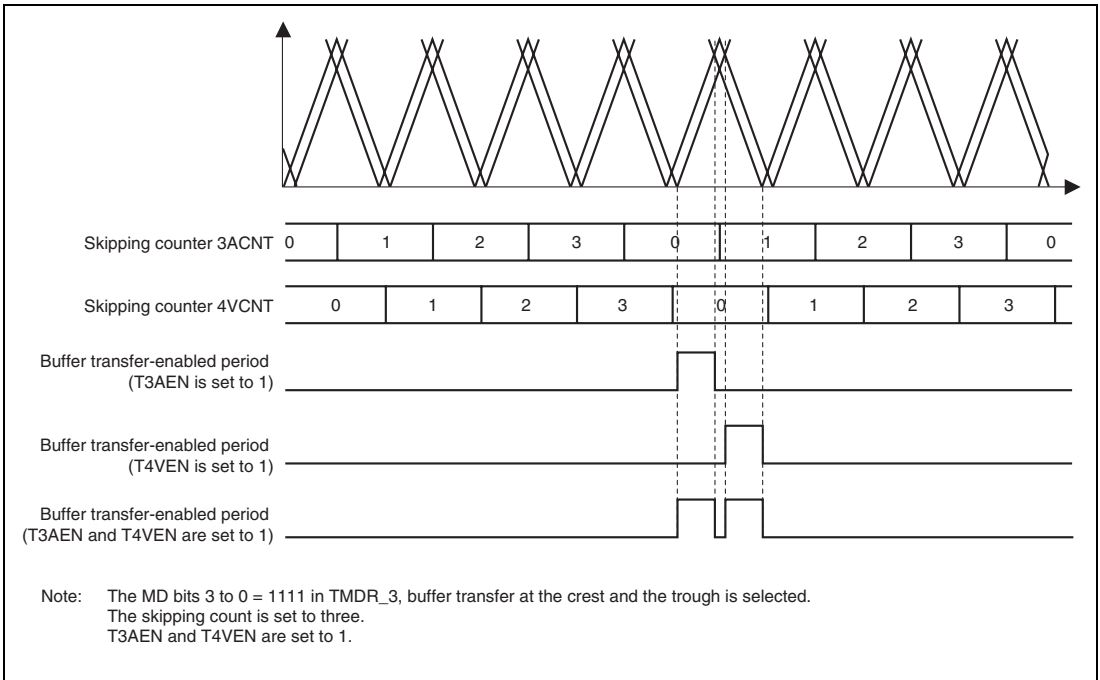 Skipping counter 3ACNT 0 1 2 3 0 1 2 3 0
Skipping counter 4VCNT 0 1 2 3 0 1 2 3
Buffer transfer-enabled period
(T3AEN is set to 1)
Buffer transfer-enabled period
(T4VEN is set to 1)
Buffer transfer-enabled period
(T3AEN and T4VEN are set to 1)
Note: The MD bits 3 to 0 = 1111 in TMDR_3, buffer transfer at the crest and the trough is selected.
The skipping count is set to three.
T3AEN and T4VEN are set to 1.